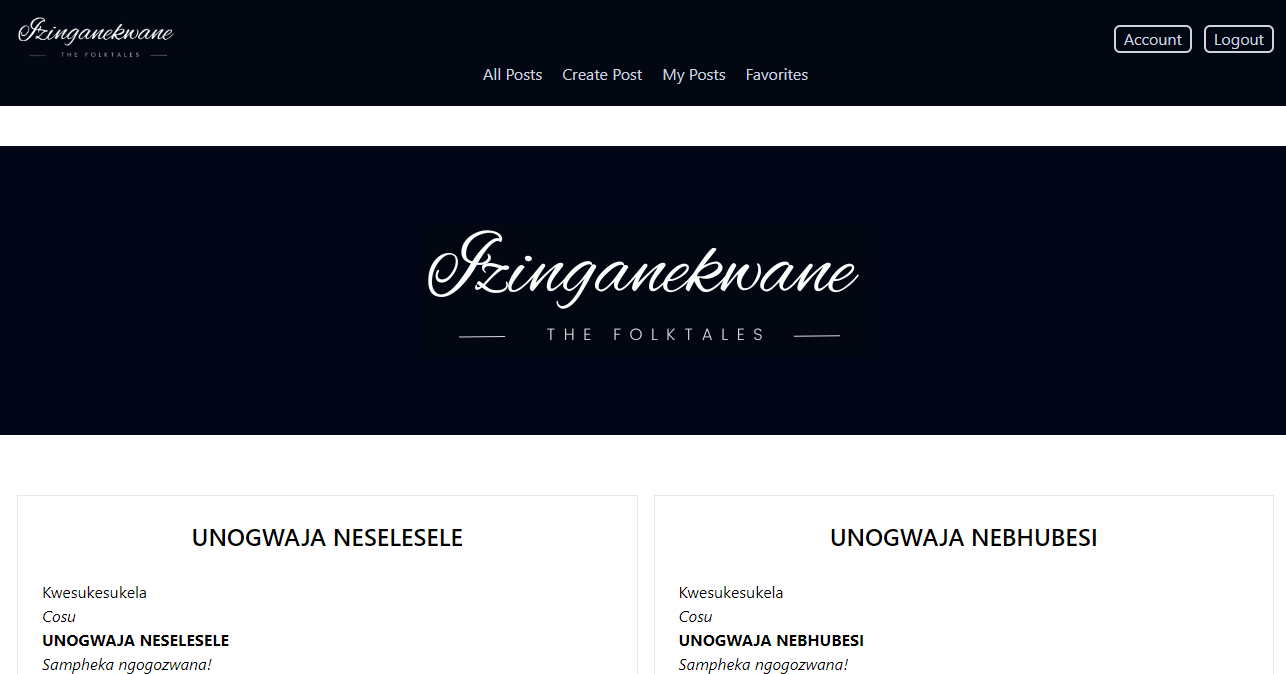 Izinganekwane
THE FOLKTALES
Account Logout
All Posts Create Post My Posts Favorites
Izinganekwane
THE FOLKTALES
UNOGWAJA NESELESELE
Kwesukesukela
Cosu
UNOGWAJA NESELESELE
Sampheka ngogozwana!
UNOGWAJA NEBHUBESI
Kwesukesukela
Cosu
UNOGWAJA NEBHUBESI
Sampheka ngogozwana!